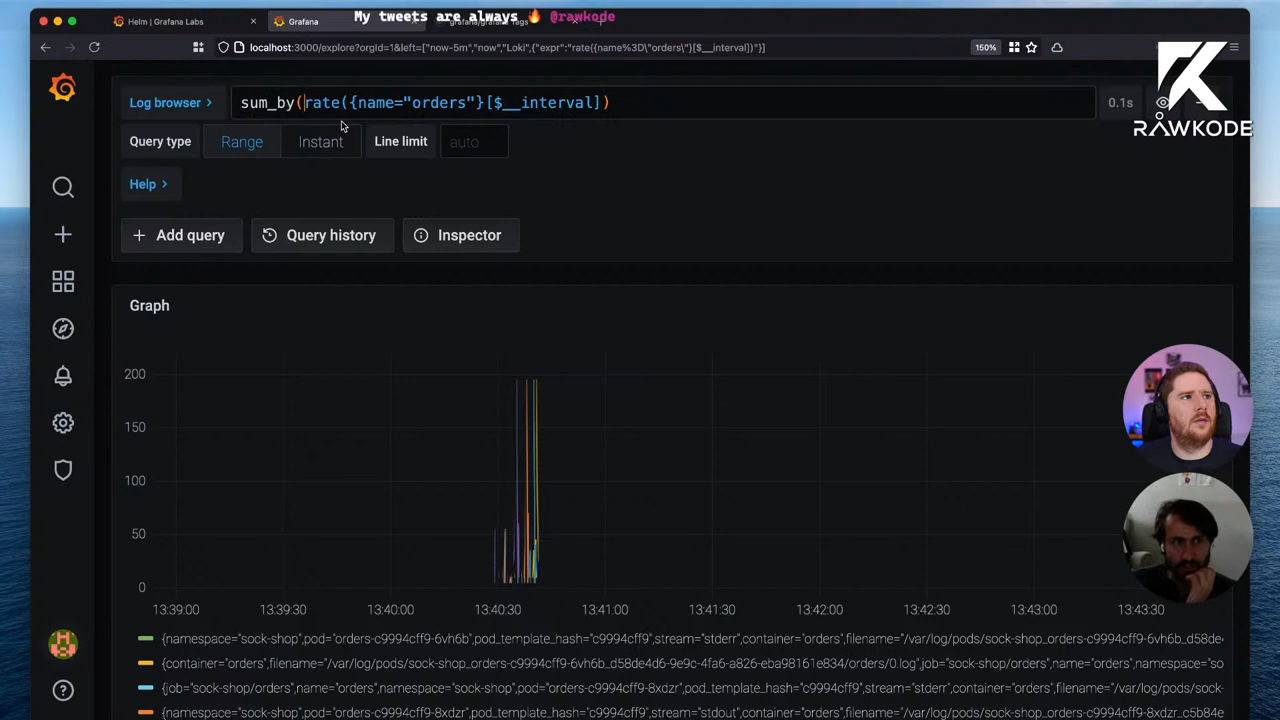 My tweets are always 🔥 @rawkode
Helm | Grafana Labs
Grafana
localhost:3000/explore?orgId=1&left=["now-5m","now","Loki",{"expr":"rate({name%3D\"orders\"}[$__interval])"}]
150%
RAWKODE
Log browser
sum_by(rate({name="orders"}[$__interval])
0.1s
Query type
Range
Instant
Line limit
auto
Help
Add query
Query history
Inspector
Graph
200
150
100
50
0
13:39:00
13:39:30
13:40:00
13:40:30
13:41:00
13:41:30
13:42:00
13:42:30
13:43:00
13:43:30
{namespace="sock-shop",pod="orders-c9994cff9-6vh6b",pod_template_hash="c9994cff9",stream="stderr",container="orders",filename="/var/log/pods/sock-shop_orders-c9994cff9-6vh6b_d58de-
{container="orders",filename="/var/log/pods/sock-shop_orders-c9994cff9-6vh6b_d58de4d6-9e9c-4fa6-a826-eba98161e834/orders/0.log",job="sock-shop/orders",name="orders",namespace="so
{job="sock-shop/orders",name="orders",namespace="sock-shop",pod="orders-c9994cff9-8xdzr",pod_template_hash="c9994cff9",stream="stderr",container="orders",filename="/var/log/pods/sock-
{namespace="sock-shop",pod="orders-c9994cff9-8xdzr",pod_template_hash="c9994cff9",stream="stdout",container="orders",filename="/var/log/pods/sock-shop_orders-c9994cff9-8xdzr_c5b84e